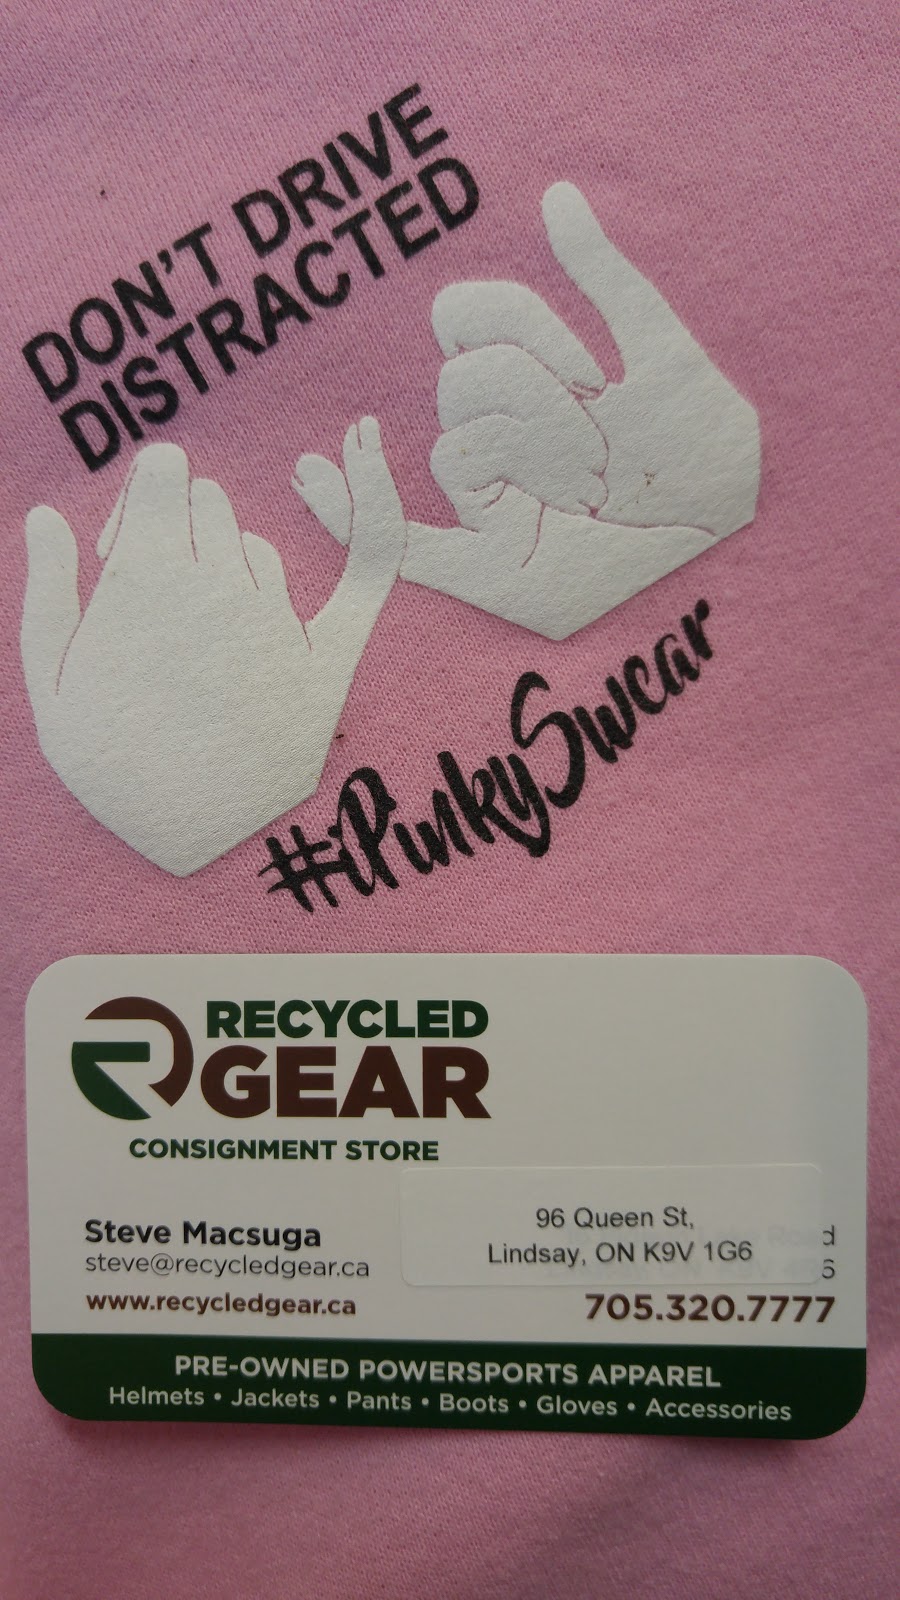 DON'T DRIVE
DISTRACTED
#iPinkySwear
RECYCLED
GEAR
CONSIGNMENT STORE
Steve Macsuga
steve@recycledgear.ca
www.recycledgear.ca
96 Queen St,
Lindsay, ON K9V 1G6
705.320.7777
PRE-OWNED POWERSPORTS APPAREL
Helmets • Jackets • Pants • Boots • Gloves • Accessories